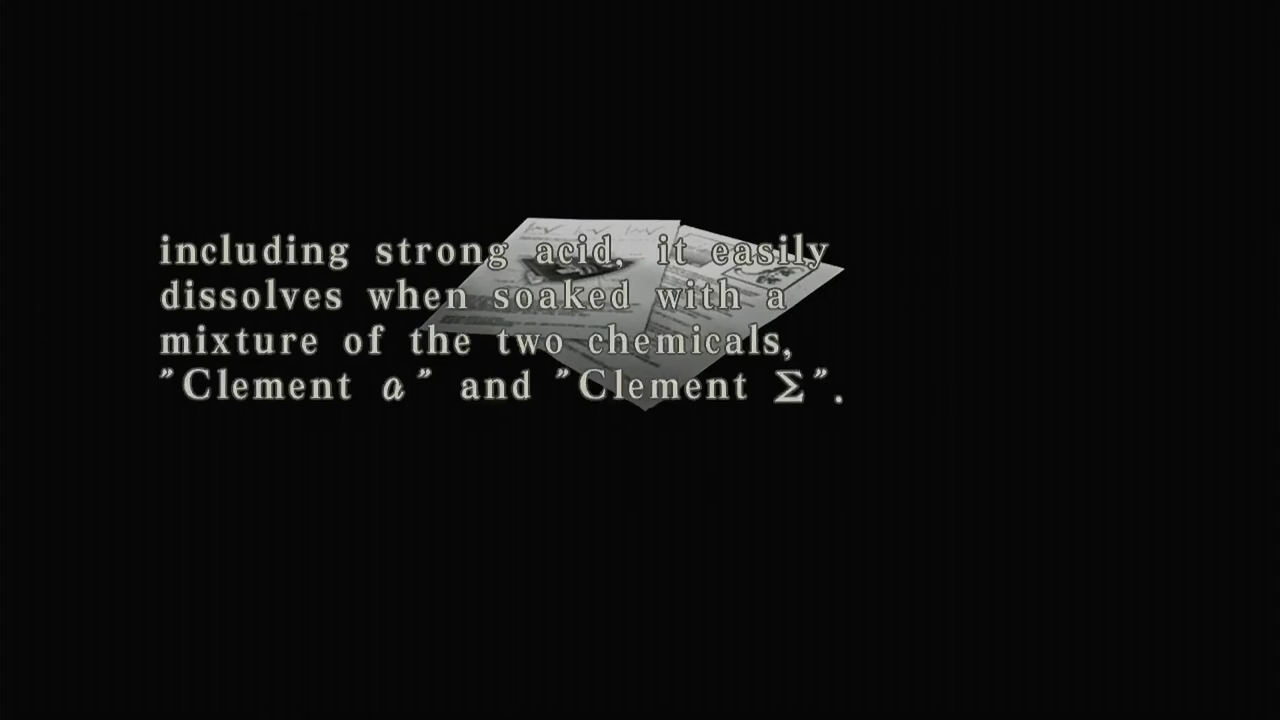 including strong acid, it easily
dissolves when soaked with a
mixture of the two chemicals,
"Clement α" and "Clement Σ".